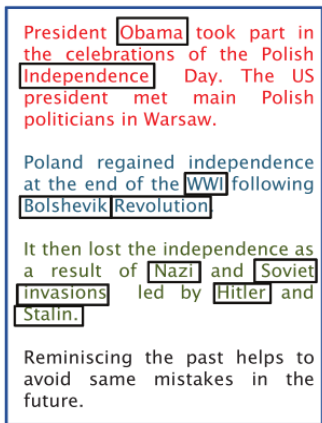 President Obama took part in
the celebrations of the Polish
Independence Day. The US
president met main Polish
politicians in Warsaw.
Poland regained independence
at the end of the WWI following
Bolshevik Revolution.
It then lost the independence as
a result of Nazi and Soviet
invasions led by Hitler and
Stalin.
Reminiscing the past helps to
avoid same mistakes in the
future.